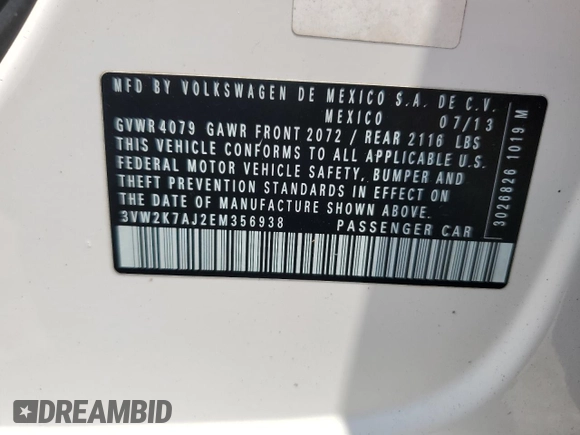 MFD BY VOLKSWAGEN DE MEXICO S.A. DE C.V.
MEXICO 07/13
GVWR4079 GAWR FRONT 2072 / REAR 2116 LBS
THIS VEHICLE CONFORMS TO ALL APPLICABLE U.S.
FEDERAL MOTOR VEHICLE SAFETY, BUMPER AND
THEFT PREVENTION STANDARDS IN EFFECT ON
THE DATE OF MANUFACTURE SHOWN ABOVE.
3VW2K7AJ2EM356938 PASSENGER CAR
3026826 1019 M
DREAMBID